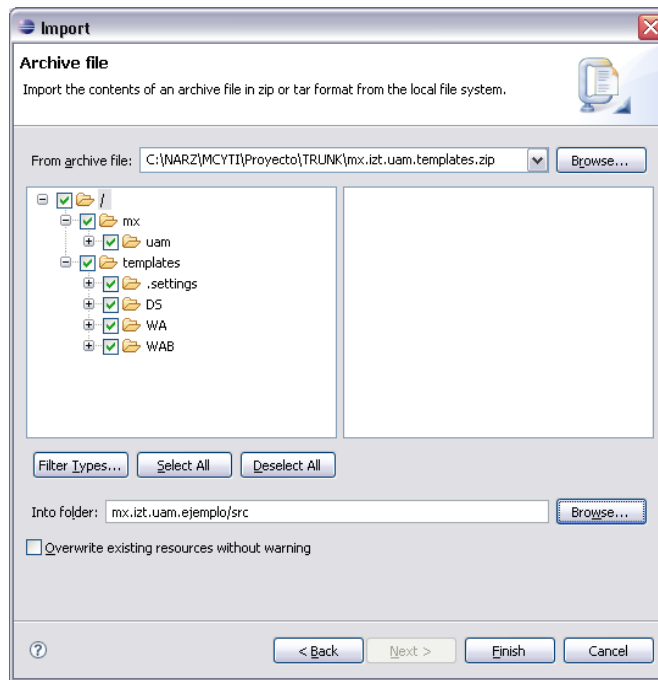 Import
Archive file
Import the contents of an archive file in zip or tar format from the local file system.
From archive file: C:\NARZ\MCYTI\Proyecto\TRUNK\mx.izt.uam.templates.zip Browse...
/
mx
uam
templates
.settings
DS
WA
WAB
Filter Types... Select All Deselect All
Into folder: mx.izt.uam.ejemplo/src Browse...
Overwrite existing resources without warning
? < Back Next > Finish Cancel